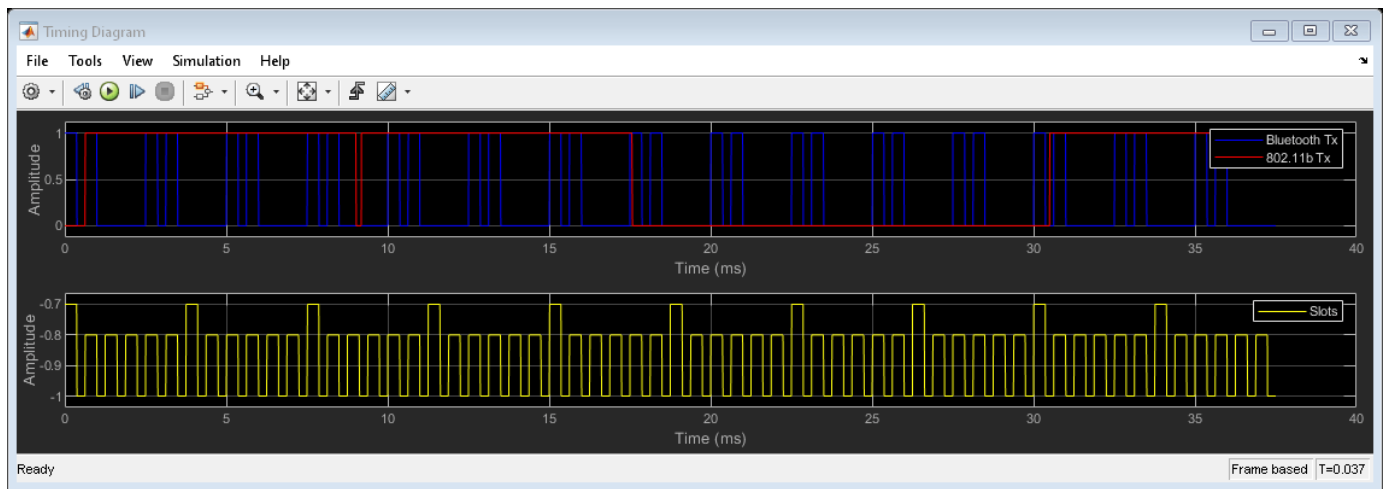 Timing Diagram
File Tools View Simulation Help
Amplitude
1
0.5
0
Bluetooth Tx
802.11b Tx
0 5 10 15 20 25 30 35 40
Time (ms)
Amplitude
-0.7
-0.8
-0.9
-1
Slots
0 5 10 15 20 25 30 35 40
Time (ms)
Ready Frame based T=0.037